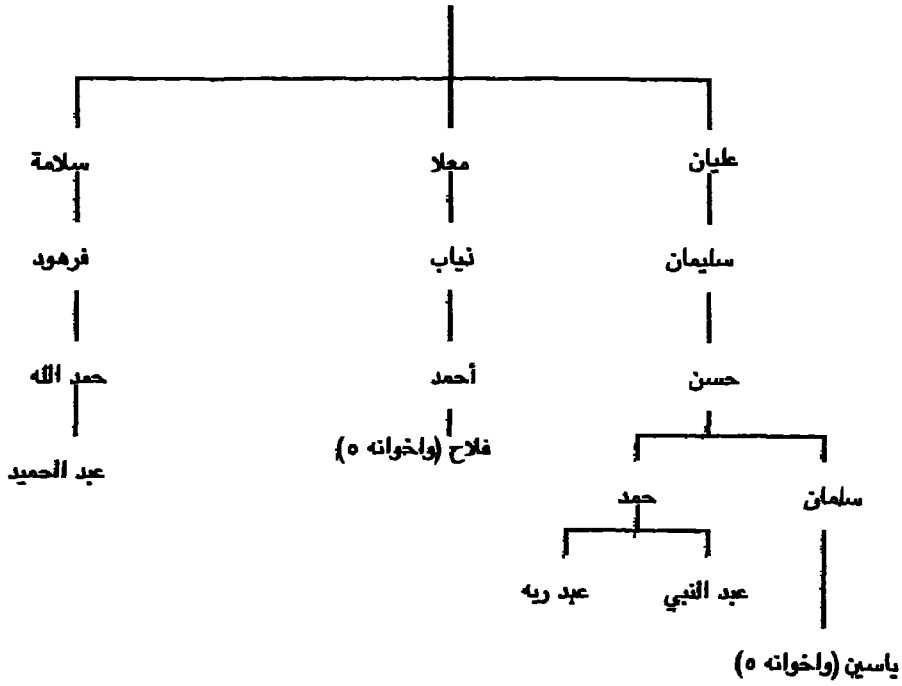 عليان معلا سلامة
سليمان نياب فرهود
حسن أحمد حمد الله
فلاح (واخوانه ٥) عبد الحميد
سلمان حمد
عبد النبي عبد ربه
ياسين (واخوانه ٥)